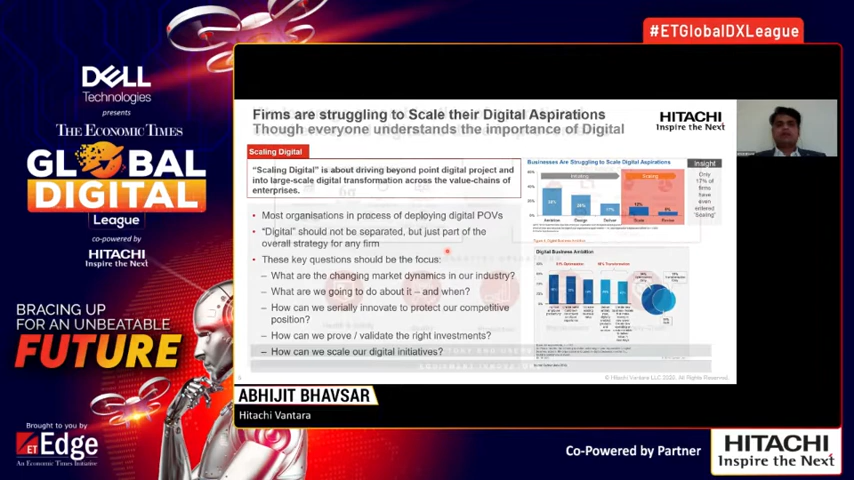 #ETGlobalDXLeague
DELL
Technologies
presents
THE ECONOMIC TIMES
GLOBAL
DIGITAL
League
co-powered by
HITACHI
Inspire the Next
BRACING UP
FOR AN UNBEATABLE
FUTURE
Brought to you by
ET Edge
An Economic Times Initiative
Firms are struggling to Scale their Digital Aspirations
Though everyone understands the importance of Digital
HITACHI
Inspire the Next
Scaling Digital
"Scaling Digital" is about driving beyond point digital project and
into large-scale digital transformation across the value-chains of
enterprises.
• Most organisations in process of deploying digital POVs
• "Digital" should not be separated, but just part of the
overall strategy for any firm
• These key questions should be the focus:
– What are the changing market dynamics in our industry?
– What are we going to do about it – and when?
– How can we serially innovate to protect our competitive
position?
– How can we prove / validate the right investments?
– How can we scale our digital initiatives?
Businesses Are Struggling to Scale Digital Aspirations
Initiating
Scaling
Ambition
Design
Deliver
Scale
Insight
Only
17% of
firms
have
even
entered
'Scaling'
Digital Business Ambition
© Hitachi Vantara LLC 2020. All Rights Reserved.
ABHIJIT BHAVSAR
Hitachi Vantara
Co-Powered by Partner
HITACHI
Inspire the Next